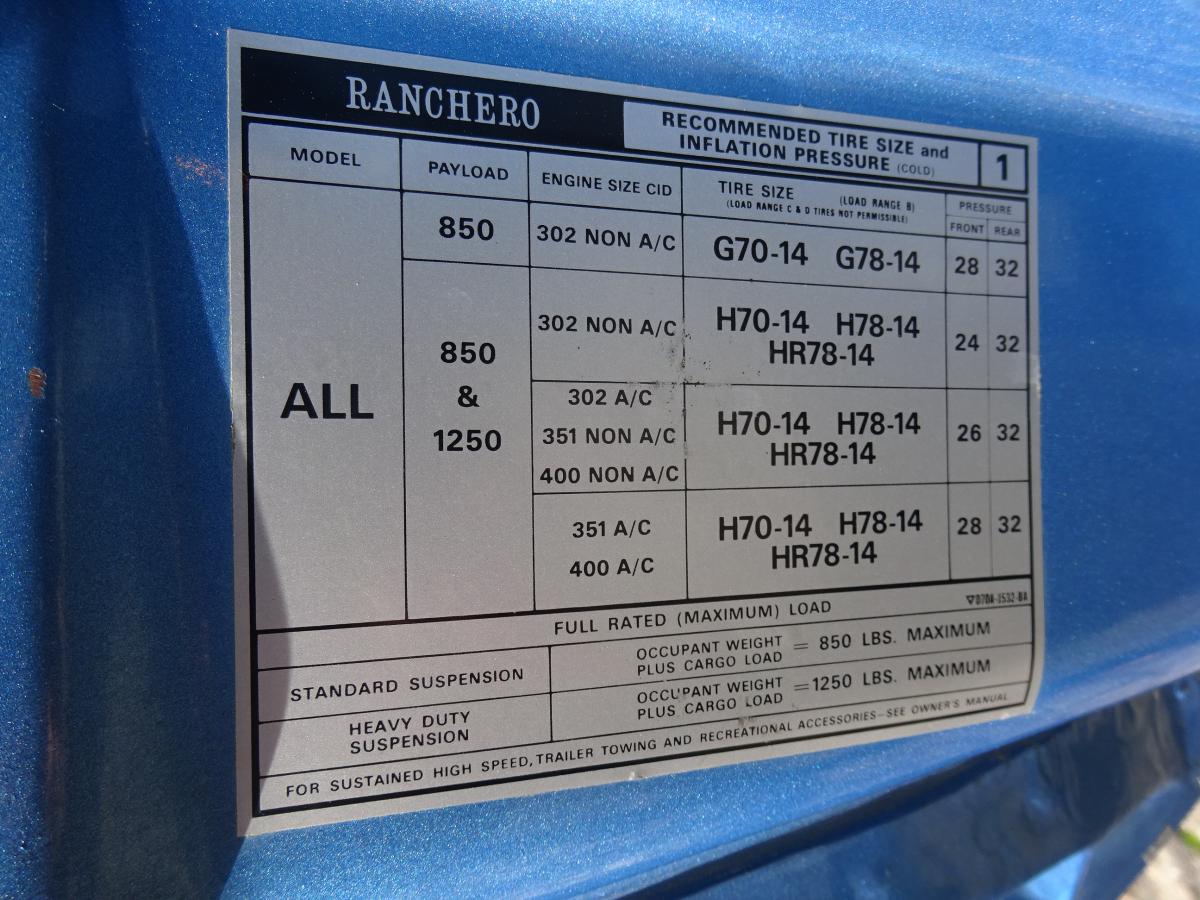 RANCHERO
RECOMMENDED TIRE SIZE and
INFLATION PRESSURE (COLD)
1
MODEL
PAYLOAD
ENGINE SIZE CID
TIRE SIZE (LOAD RANGE B)
(LOAD RANGE C & D TIRES NOT PERMISSIBLE)
PRESSURE
FRONT REAR
ALL
850
302 NON A/C
G70-14 G78-14
28 32
850
&
1250
302 NON A/C
H70-14 H78-14
HR78-14
24 32
302 A/C
351 NON A/C
400 NON A/C
H70-14 H78-14
HR78-14
26 32
351 A/C
400 A/C
H70-14 H78-14
HR78-14
28 32
FULL RATED (MAXIMUM) LOAD
STANDARD SUSPENSION
OCCUPANT WEIGHT
PLUS CARGO LOAD
= 850 LBS. MAXIMUM
HEAVY DUTY
SUSPENSION
OCCUPANT WEIGHT
PLUS CARGO LOAD
=1250 LBS. MAXIMUM
FOR SUSTAINED HIGH SPEED, TRAILER TOWING AND RECREATIONAL ACCESSORIES—SEE OWNER'S MANUAL